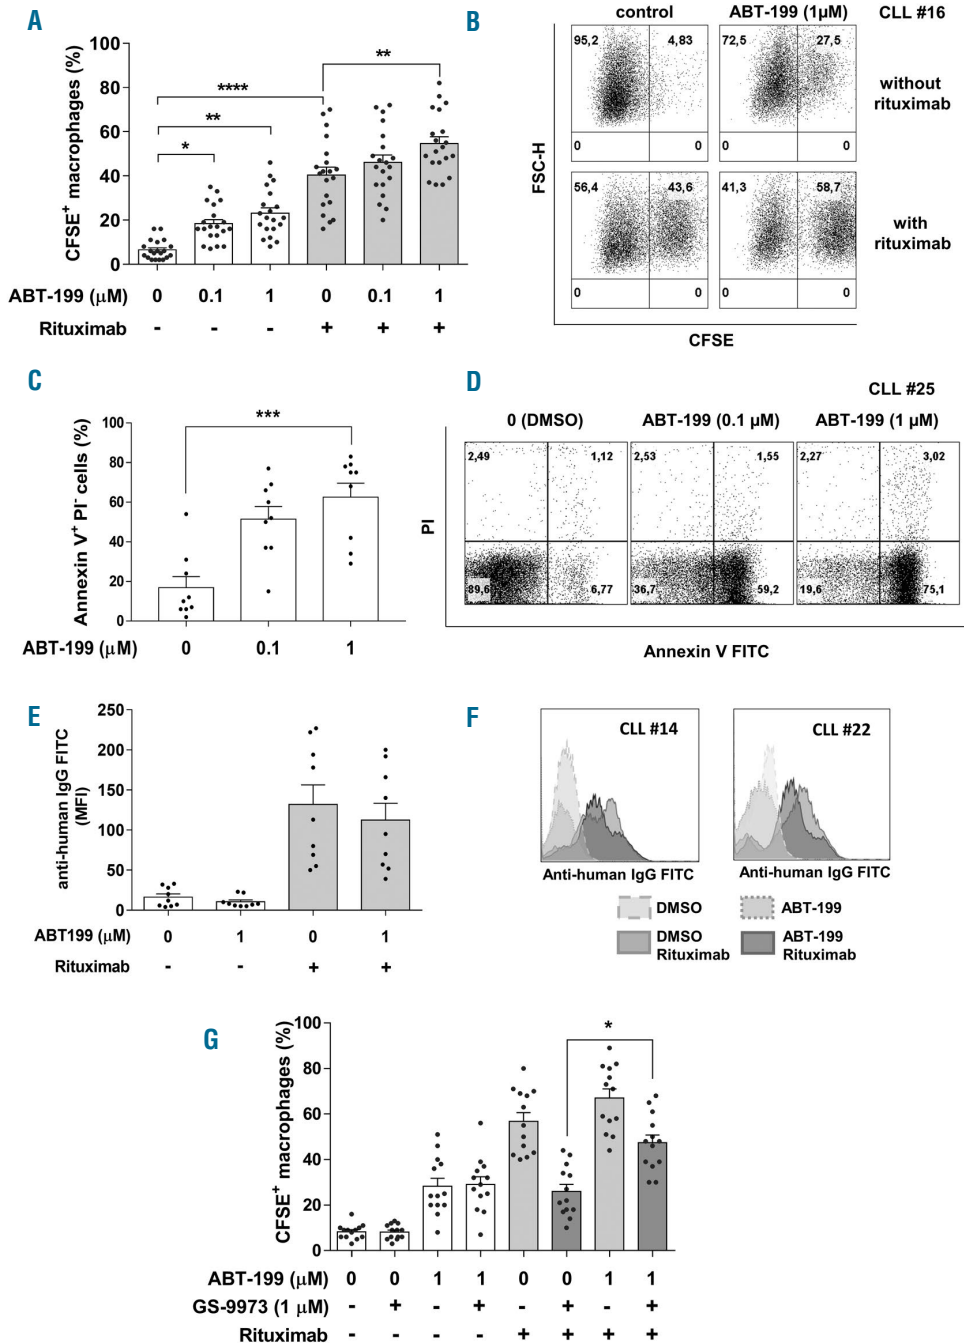 A
CFSE+ macrophages (%)
100
80
60
40
20
0
****
**
*
**
ABT-199 (μM) 0 0.1 1 0 0.1 1
Rituximab - - - + + +
B
control ABT-199 (1μM) CLL #16
95,2 4,83 72,5 27,5
0 0 0 0
without
rituximab
56,4 43,6 41,3 58,7
0 0 0 0
with
rituximab
FSC-H
CFSE
C
Annexin V+ PI- cells (%)
100
80
60
40
20
0
***
ABT-199 (μM) 0 0.1 1
D
CLL #25
0 (DMSO) ABT-199 (0.1 μM) ABT-199 (1 μM)
2,49 1,12 2,53 1,55 2,27 3,02
89,6 6,77 36,7 59,2 19,6 75,1
PI
Annexin V FITC
E
anti-human IgG FITC
(MFI)
250
200
150
100
50
0
ABT199 (μM) 0 1 0 1
Rituximab - - + +
F
CLL #14 CLL #22
Anti-human IgG FITC Anti-human IgG FITC
DMSO ABT-199
DMSO
Rituximab
ABT-199
Rituximab
G
CFSE+ macrophages (%)
100
80
60
40
20
0
*
ABT-199 (μM) 0 0 1 1 0 0 1 1
GS-9973 (1 μM) - + - + - + - +
Rituximab - - - - + + + +